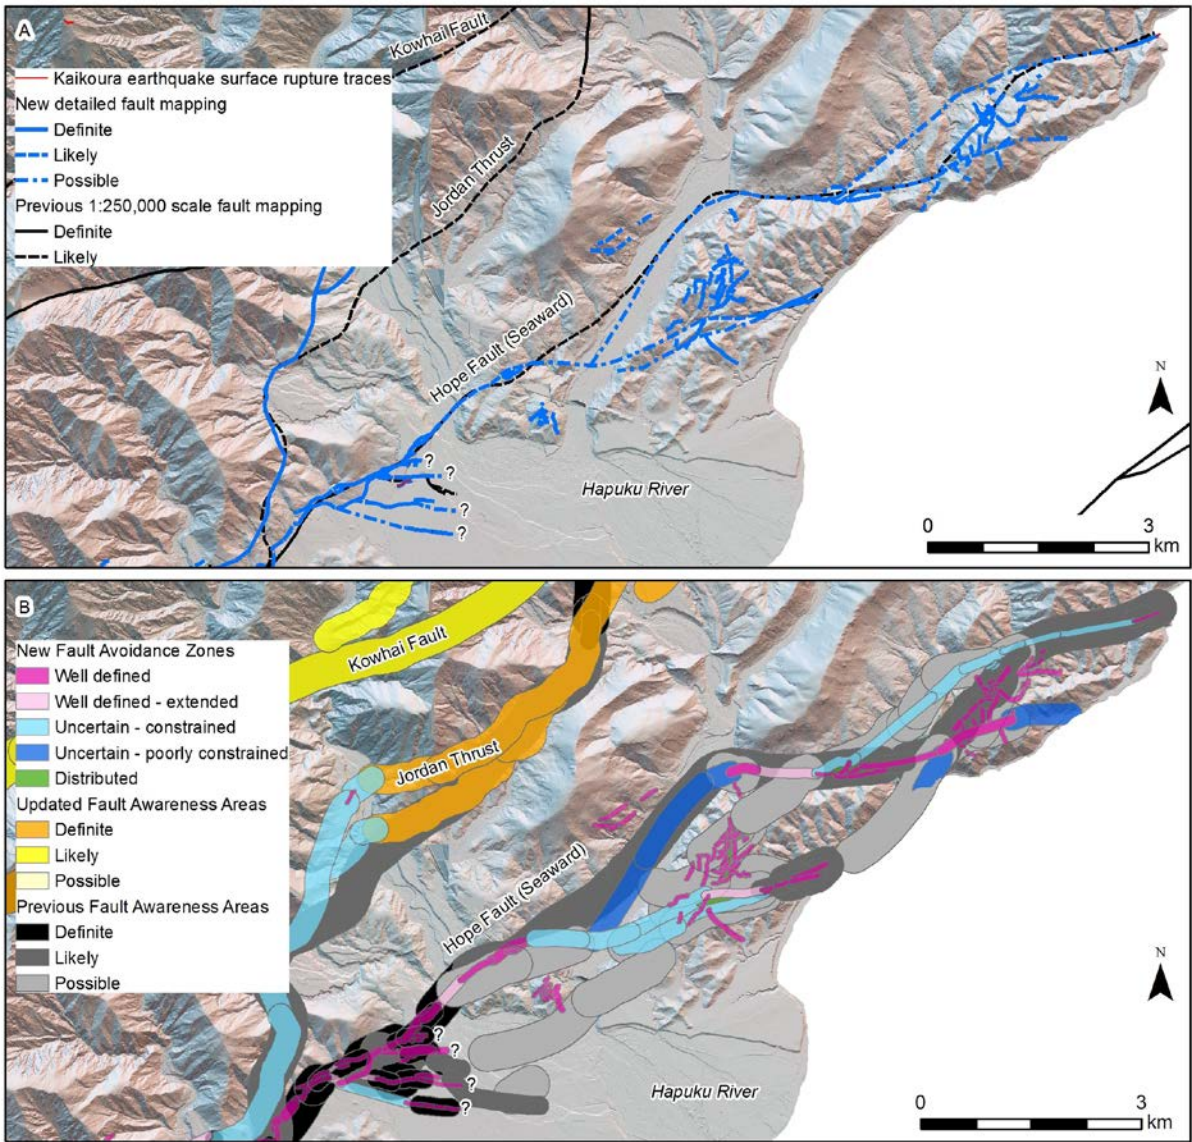 A
Kowhai Fault
Kaikoura earthquake surface rupture traces
New detailed fault mapping
Definite
Likely
Possible
Previous 1:250,000 scale fault mapping
Definite
Likely
Jordan Thrust
Hope Fault (Seaward)
N
?
?
?
?
Hapuku River
0 3
km
B
New Fault Avoidance Zones
Well defined
Well defined - extended
Uncertain - constrained
Uncertain - poorly constrained
Distributed
Updated Fault Awareness Areas
Definite
Likely
Possible
Previous Fault Awareness Areas
Definite
Likely
Possible
Kowhai Fault
Jordan Thrust
Hope Fault (Seaward)
N
?
?
?
?
Hapuku River
0 3
km